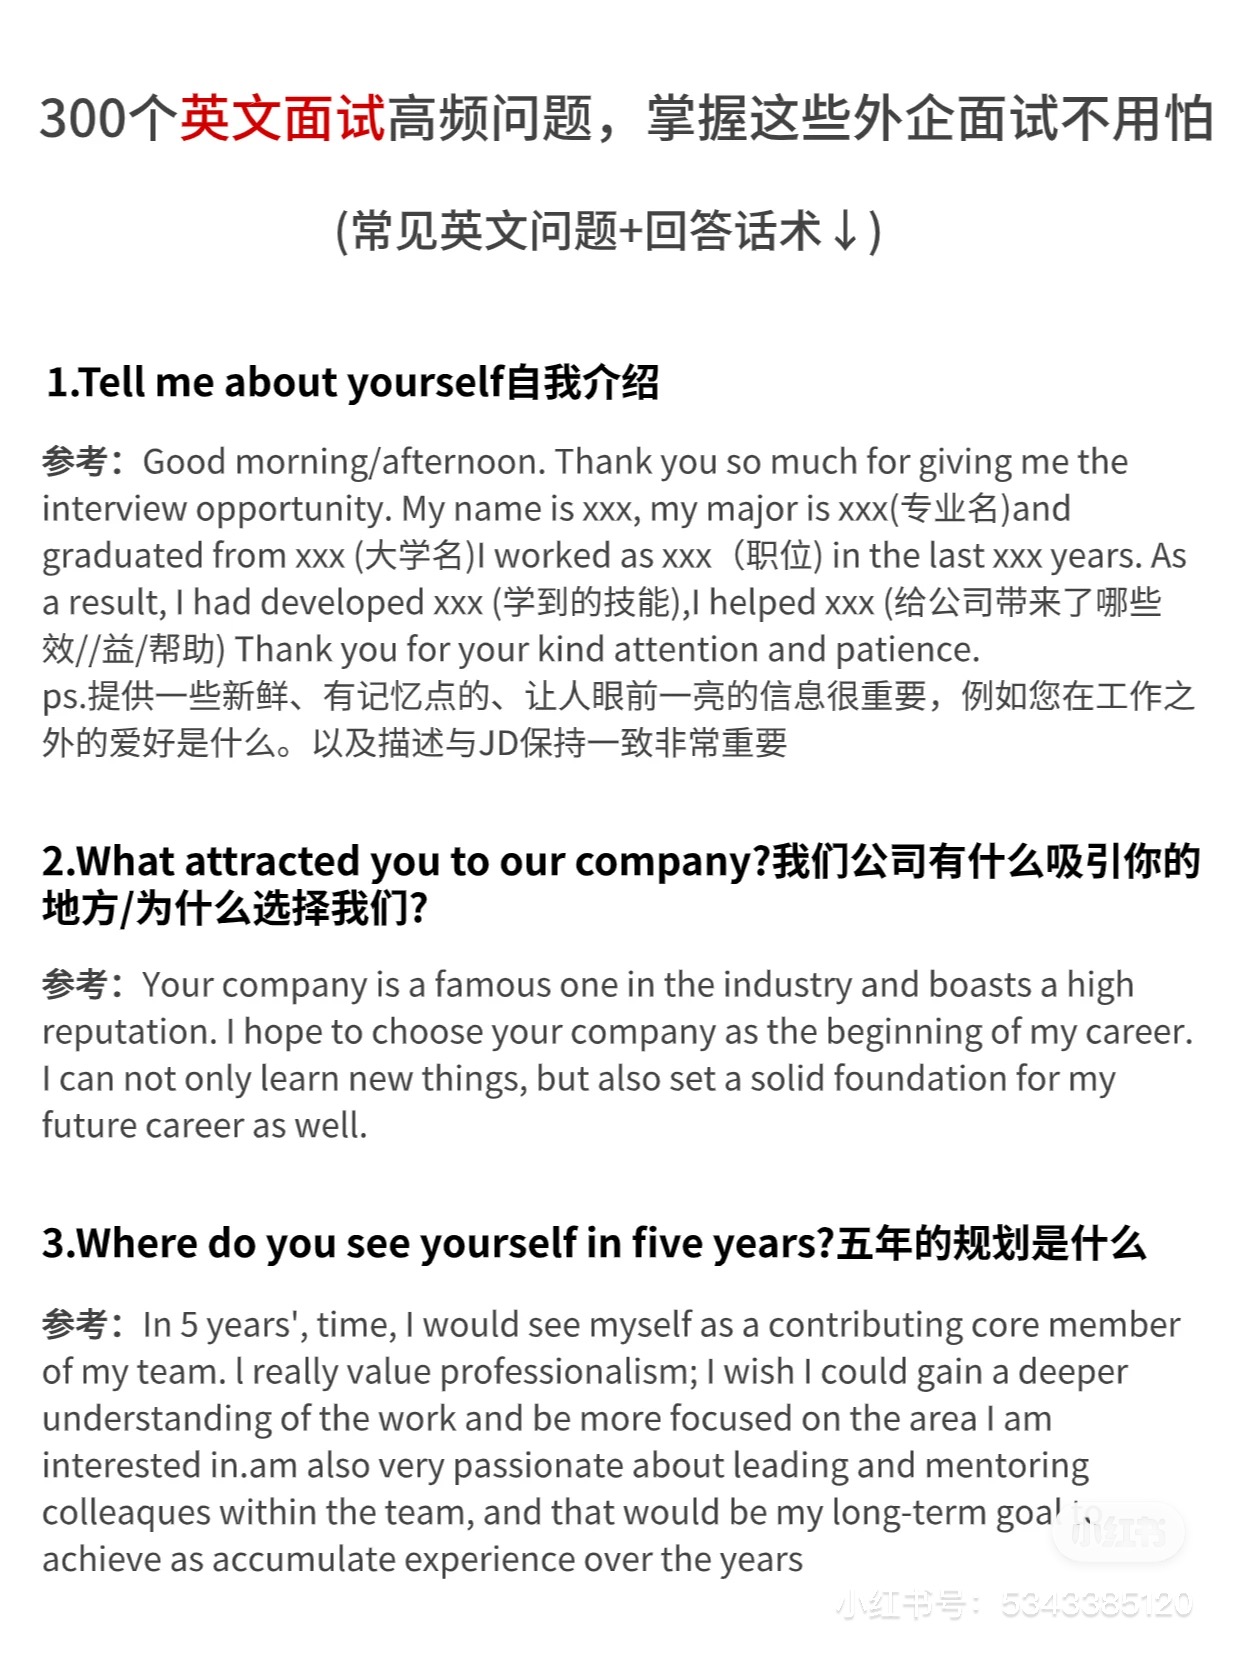 300个英文面试高频问题，掌握这些外企面试不用怕
(常见英文问题+回答话术↓)
1.Tell me about yourself自我介绍
参考：Good morning/afternoon. Thank you so much for giving me the
interview opportunity. My name is xxx, my major is xxx(专业名)and
graduated from xxx (大学名)I worked as xxx（职位) in the last xxx years. As
a result, I had developed xxx (学到的技能),I helped xxx (给公司带来了哪些
效//益/帮助) Thank you for your kind attention and patience.
ps.提供一些新鲜、有记忆点的、让人眼前一亮的信息很重要，例如您在工作之
外的爱好是什么。以及描述与JD保持一致非常重要
2.What attracted you to our company?我们公司有什么吸引你的
地方/为什么选择我们?
参考：Your company is a famous one in the industry and boasts a high
reputation. I hope to choose your company as the beginning of my career.
I can not only learn new things, but also set a solid foundation for my
future career as well.
3.Where do you see yourself in five years?五年的规划是什么
参考：In 5 years', time, I would see myself as a contributing core member
of my team. l really value professionalism; I wish I could gain a deeper
understanding of the work and be more focused on the area I am
interested in.am also very passionate about leading and mentoring
colleaques within the team, and that would be my long-term goal to
achieve as accumulate experience over the years
小红书
小红书号：5343385120